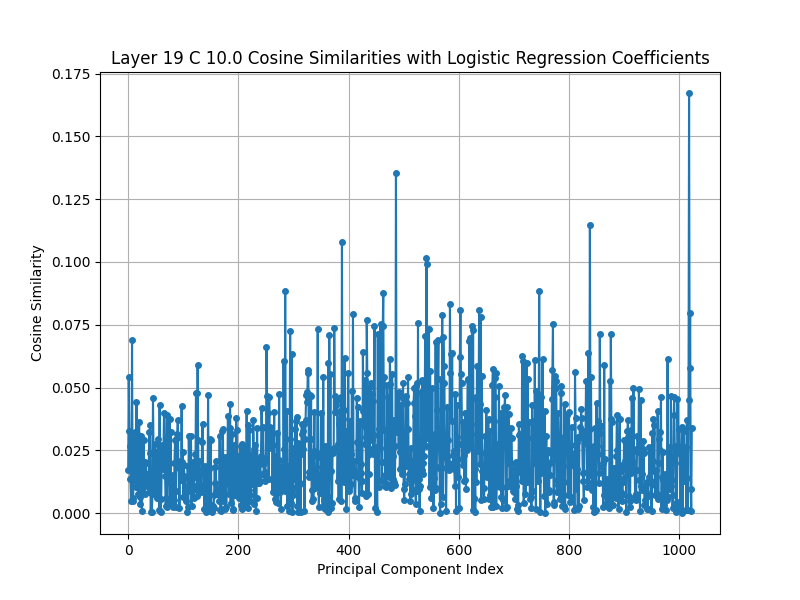 Layer 19 C 10.0 Cosine Similarities with Logistic Regression Coefficients
0.175
0.150
0.125
0.100
0.075
0.050
0.025
0.000
Cosine Similarity
0 200 400 600 800 1000
Principal Component Index